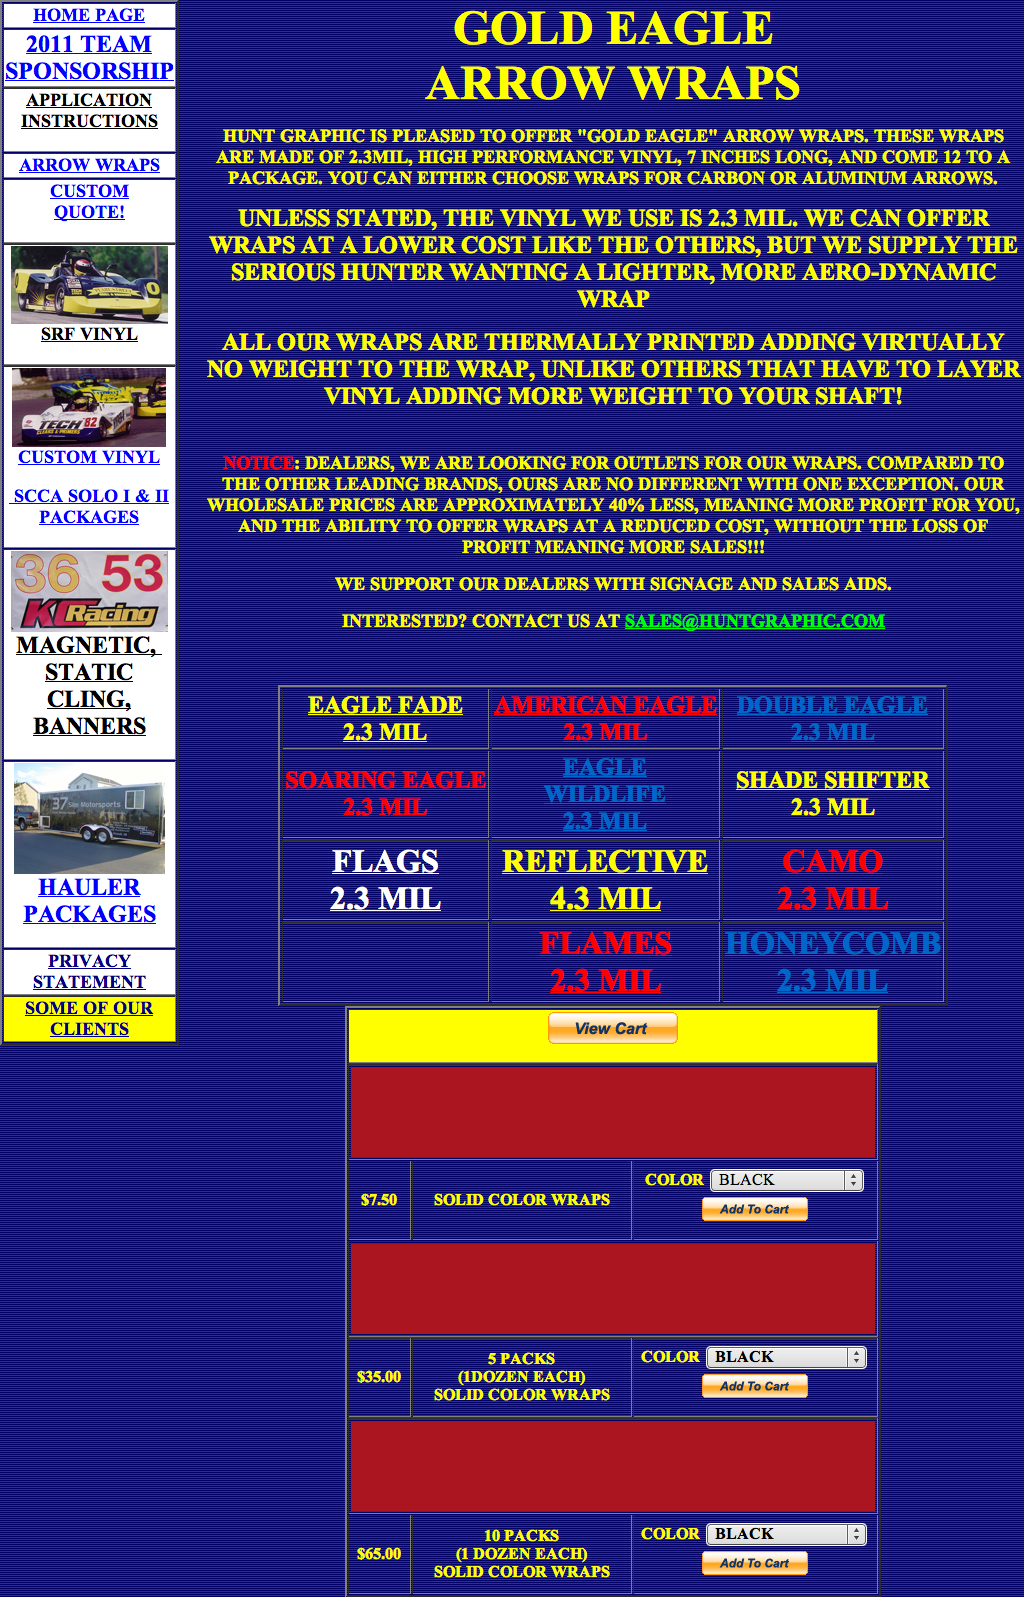 HOME PAGE
2011 TEAM
SPONSORSHIP
APPLICATION
INSTRUCTIONS
ARROW WRAPS
CUSTOM
QUOTE!
0
SRF VINYL
TECH
82
CUSTOM VINYL
SCCA SOLO I & II
PACKAGES
36 53
KC Racing
MAGNETIC,
STATIC
CLING,
BANNERS
37 Motorsports
HAULER
PACKAGES
PRIVACY
STATEMENT
SOME OF OUR
CLIENTS
GOLD EAGLE
ARROW WRAPS
HUNT GRAPHIC IS PLEASED TO OFFER "GOLD EAGLE" ARROW WRAPS. THESE WRAPS
ARE MADE OF 2.3MIL, HIGH PERFORMANCE VINYL, 7 INCHES LONG, AND COME 12 TO A
PACKAGE. YOU CAN EITHER CHOOSE WRAPS FOR CARBON OR ALUMINUM ARROWS.
UNLESS STATED, THE VINYL WE USE IS 2.3 MIL. WE CAN OFFER
WRAPS AT A LOWER COST LIKE THE OTHERS, BUT WE SUPPLY THE
SERIOUS HUNTER WANTING A LIGHTER, MORE AERO-DYNAMIC
WRAP
ALL OUR WRAPS ARE THERMALLY PRINTED ADDING VIRTUALLY
NO WEIGHT TO THE WRAP, UNLIKE OTHERS THAT HAVE TO LAYER
VINYL ADDING MORE WEIGHT TO YOUR SHAFT!
NOTICE: DEALERS, WE ARE LOOKING FOR OUTLETS FOR OUR WRAPS. COMPARED TO
THE OTHER LEADING BRANDS, OURS ARE NO DIFFERENT WITH ONE EXCEPTION. OUR
WHOLESALE PRICES ARE APPROXIMATELY 40% LESS, MEANING MORE PROFIT FOR YOU,
AND THE ABILITY TO OFFER WRAPS AT A REDUCED COST, WITHOUT THE LOSS OF
PROFIT MEANING MORE SALES!!!
WE SUPPORT OUR DEALERS WITH SIGNAGE AND SALES AIDS.
INTERESTED? CONTACT US AT SALES@HUNTGRAPHIC.COM
EAGLE FADE
2.3 MIL
AMERICAN EAGLE
2.3 MIL
DOUBLE EAGLE
2.3 MIL
SOARING EAGLE
2.3 MIL
EAGLE
WILDLIFE
2.3 MIL
SHADE SHIFTER
2.3 MIL
FLAGS
2.3 MIL
REFLECTIVE
4.3 MIL
CAMO
2.3 MIL
FLAMES
2.3 MIL
HONEYCOMB
2.3 MIL
View Cart
$7.50
SOLID COLOR WRAPS
COLOR BLACK
Add To Cart
$35.00
5 PACKS
(1DOZEN EACH)
SOLID COLOR WRAPS
COLOR BLACK
Add To Cart
$65.00
10 PACKS
(1 DOZEN EACH)
SOLID COLOR WRAPS
COLOR BLACK
Add To Cart